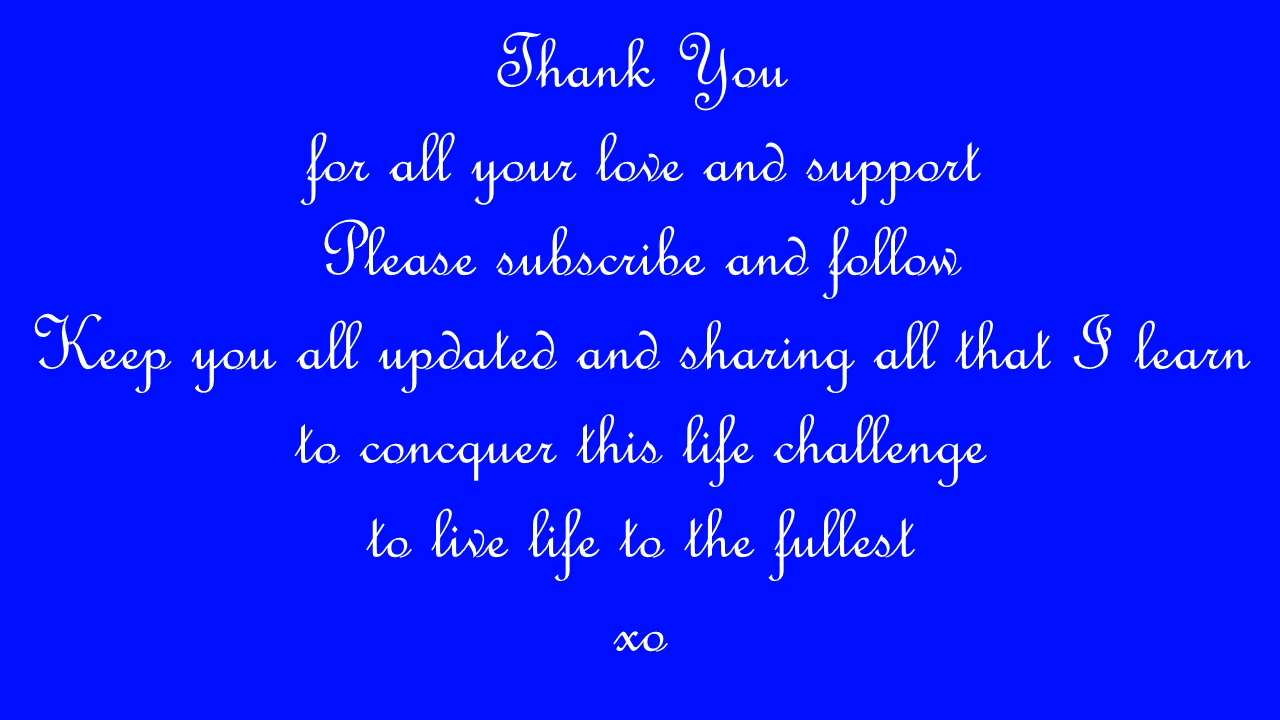 Thank You
for all your love and support
Please subscribe and follow
Keep you all updated and sharing all that I learn
to concquer this life challenge
to live life to the fullest
xo